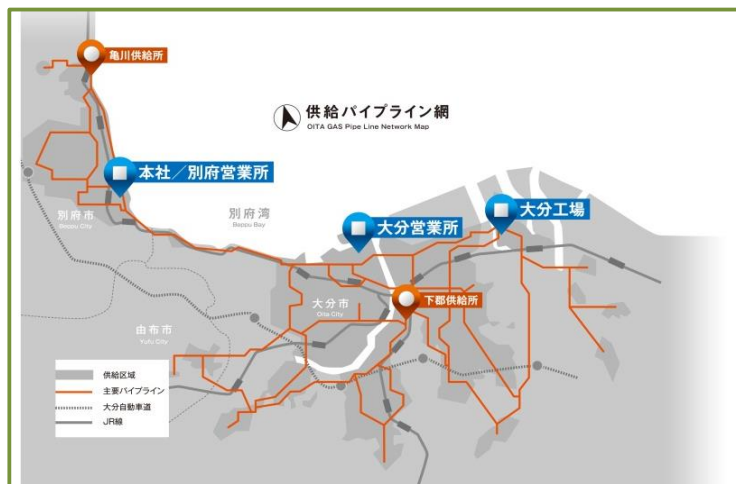 亀川供給所
供給パイプライン網
OITA GAS Pipe Line Network Map
本社／別府営業所
別府市
Beppu City
別府湾
Beppu Bay
大分営業所
大分工場
大分市
Oita City
下郡供給所
由布市
Yufu City
供給区域
主要パイプライン
大分自動車道
JR線